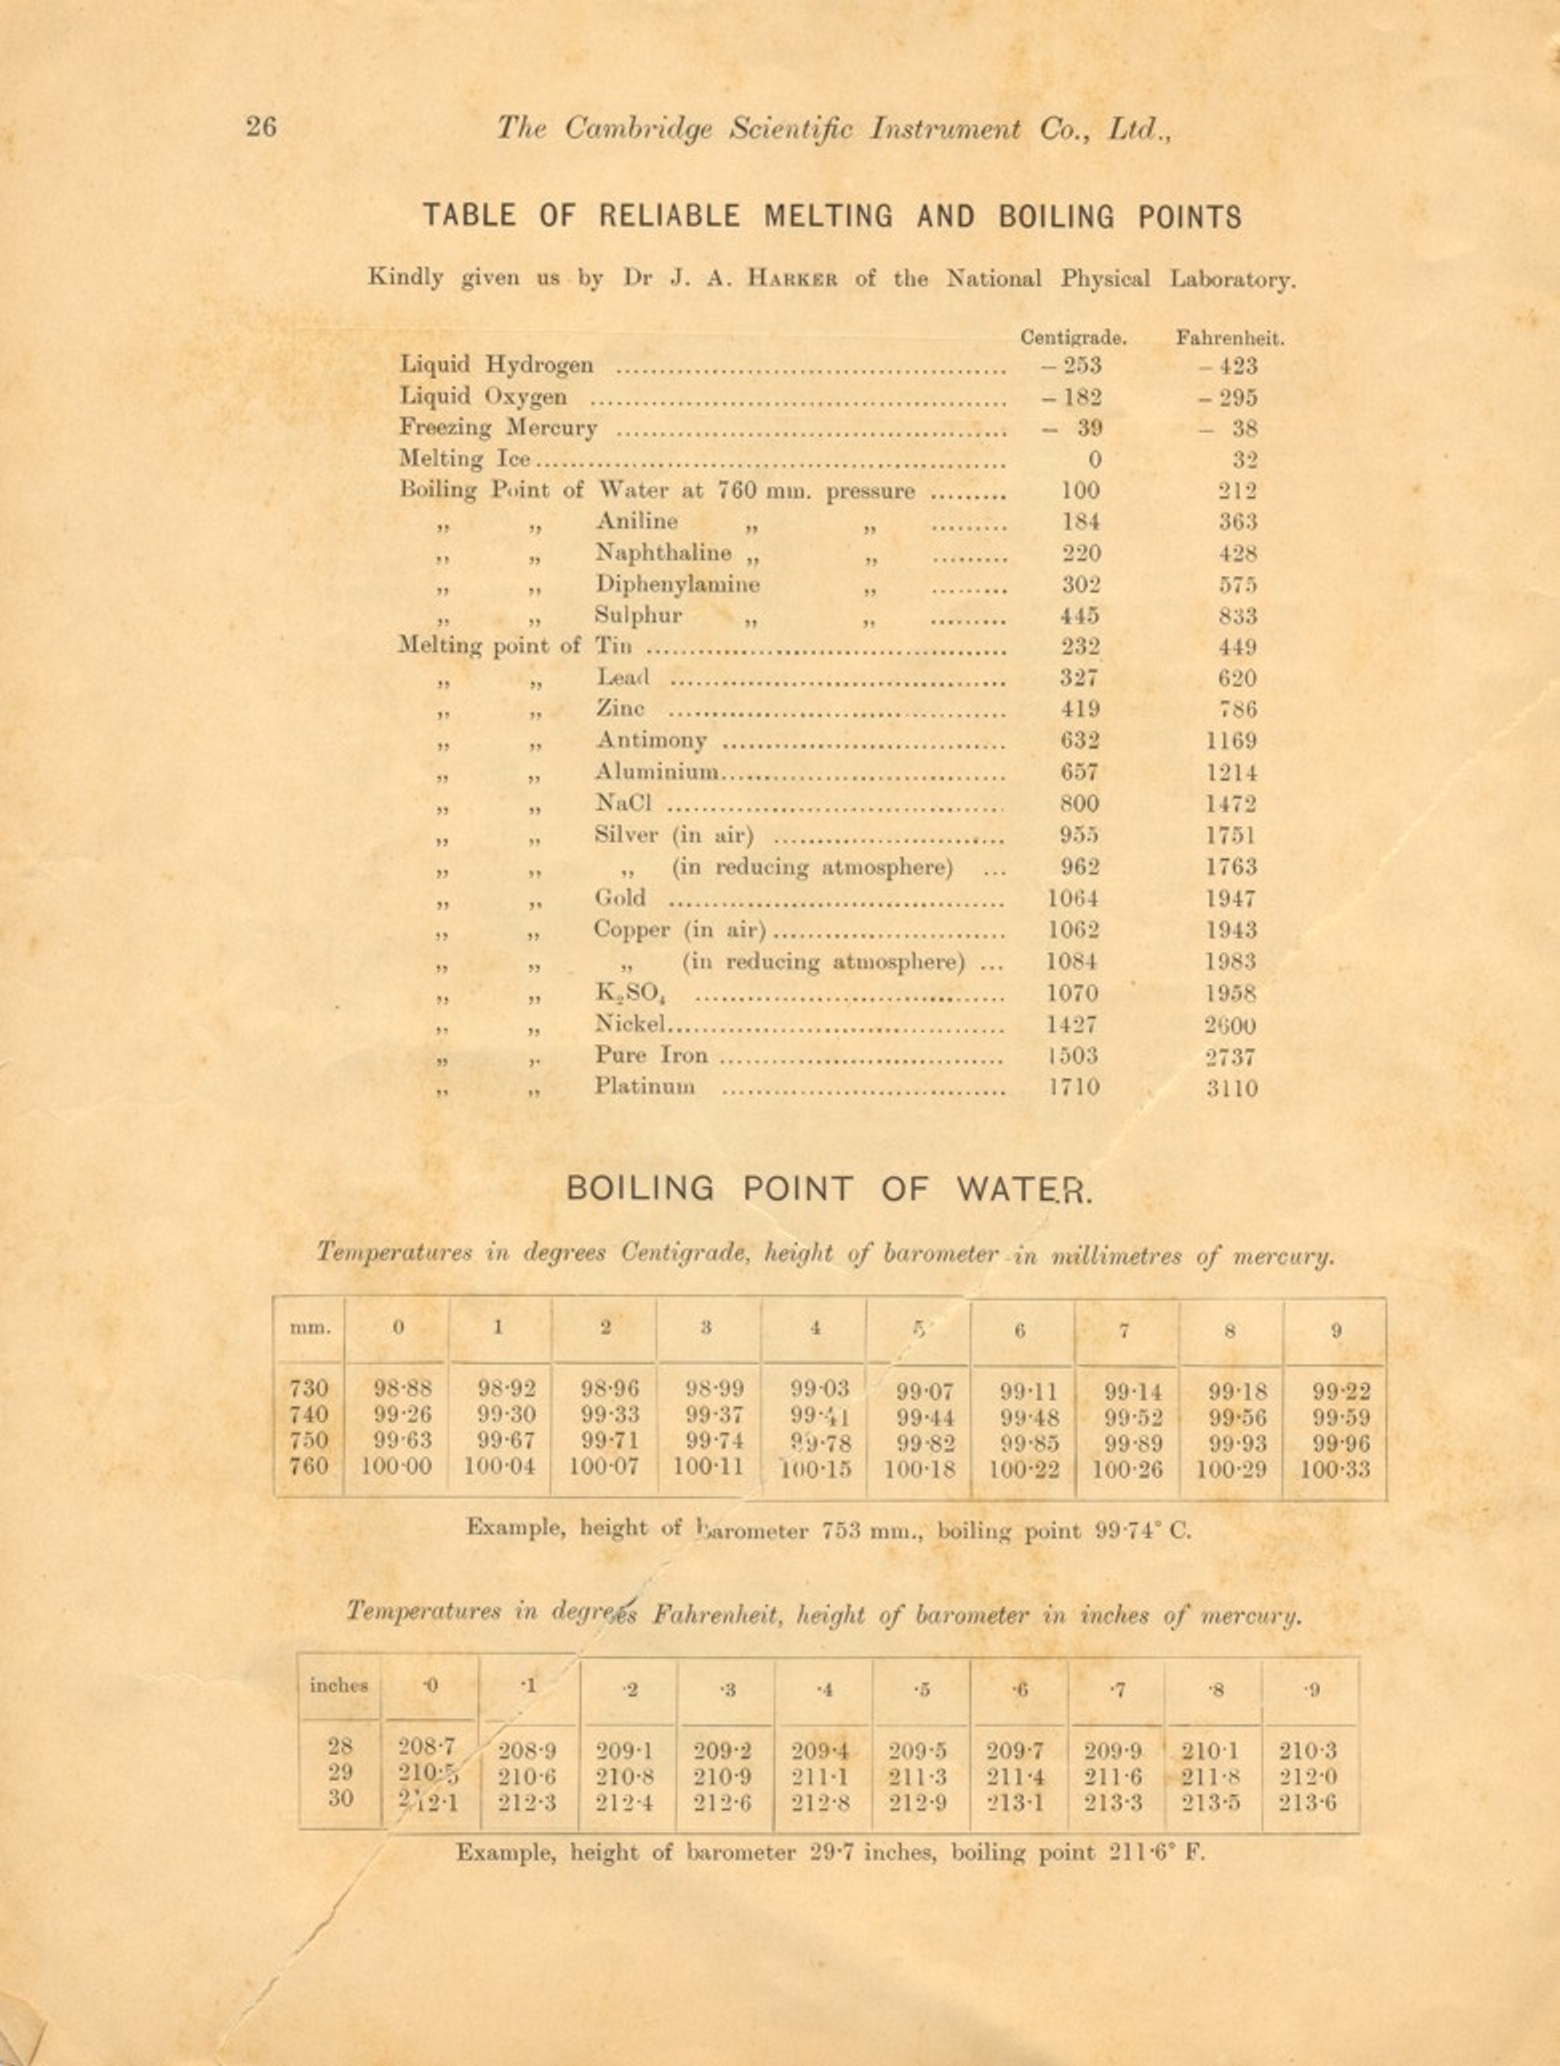 26 The Cambridge Scientific Instrument Co., Ltd.,
TABLE OF RELIABLE MELTING AND BOILING POINTS
Kindly given us by Dr J. A. HARKER of the National Physical Laboratory.
Centigrade. Fahrenheit.
Liquid Hydrogen ........ – 253 – 423
Liquid Oxygen ........ – 182 – 295
Freezing Mercury ........ – 39 – 38
Melting Ice ........ 0 32
Boiling Point of Water at 760 mm. pressure ......... 100 212
„ „ Aniline „ „ ......... 184 363
„ „ Naphthaline „ „ ......... 220 428
„ „ Diphenylamine „ ......... 302 575
„ „ Sulphur „ „ ......... 445 833
Melting point of Tin ........ 232 449
„ „ Lead ........ 327 620
„ „ Zinc ........ 419 786
„ „ Antimony ........ 632 1169
„ „ Aluminium ........ 657 1214
„ „ NaCl ........ 800 1472
„ „ Silver (in air) ........ 955 1751
„ „ „ (in reducing atmosphere) ... 962 1763
„ „ Gold ........ 1064 1947
„ „ Copper (in air) ........ 1062 1943
„ „ „ (in reducing atmosphere) ... 1084 1983
„ „ K₂SO₄ ........ 1070 1958
„ „ Nickel ........ 1427 2600
„ „ Pure Iron ........ 1503 2737
„ „ Platinum ........ 1710 3110
BOILING POINT OF WATER.
Temperatures in degrees Centigrade, height of barometer in millimetres of mercury.
mm. 0 1 2 3 4 5 6 7 8 9
730 98·88 98·92 98·96 98·99 99·03 99·07 99·11 99·14 99·18 99·22
740 99·26 99·30 99·33 99·37 99·41 99·44 99·48 99·52 99·56 99·59
750 99·63 99·67 99·71 99·74 99·78 99·82 99·85 99·89 99·93 99·96
760 100·00 100·04 100·07 100·11 100·15 100·18 100·22 100·26 100·29 100·33
Example, height of barometer 753 mm., boiling point 99·74° C.
Temperatures in degrees Fahrenheit, height of barometer in inches of mercury.
inches ·0 ·1 ·2 ·3 ·4 ·5 ·6 ·7 ·8 ·9
28 208·7 208·9 209·1 209·2 209·4 209·5 209·7 209·9 210·1 210·3
29 210·5 210·6 210·8 210·9 211·1 211·3 211·4 211·6 211·8 212·0
30 212·1 212·3 212·4 212·6 212·8 212·9 213·1 213·3 213·5 213·6
Example, height of barometer 29·7 inches, boiling point 211·6° F.